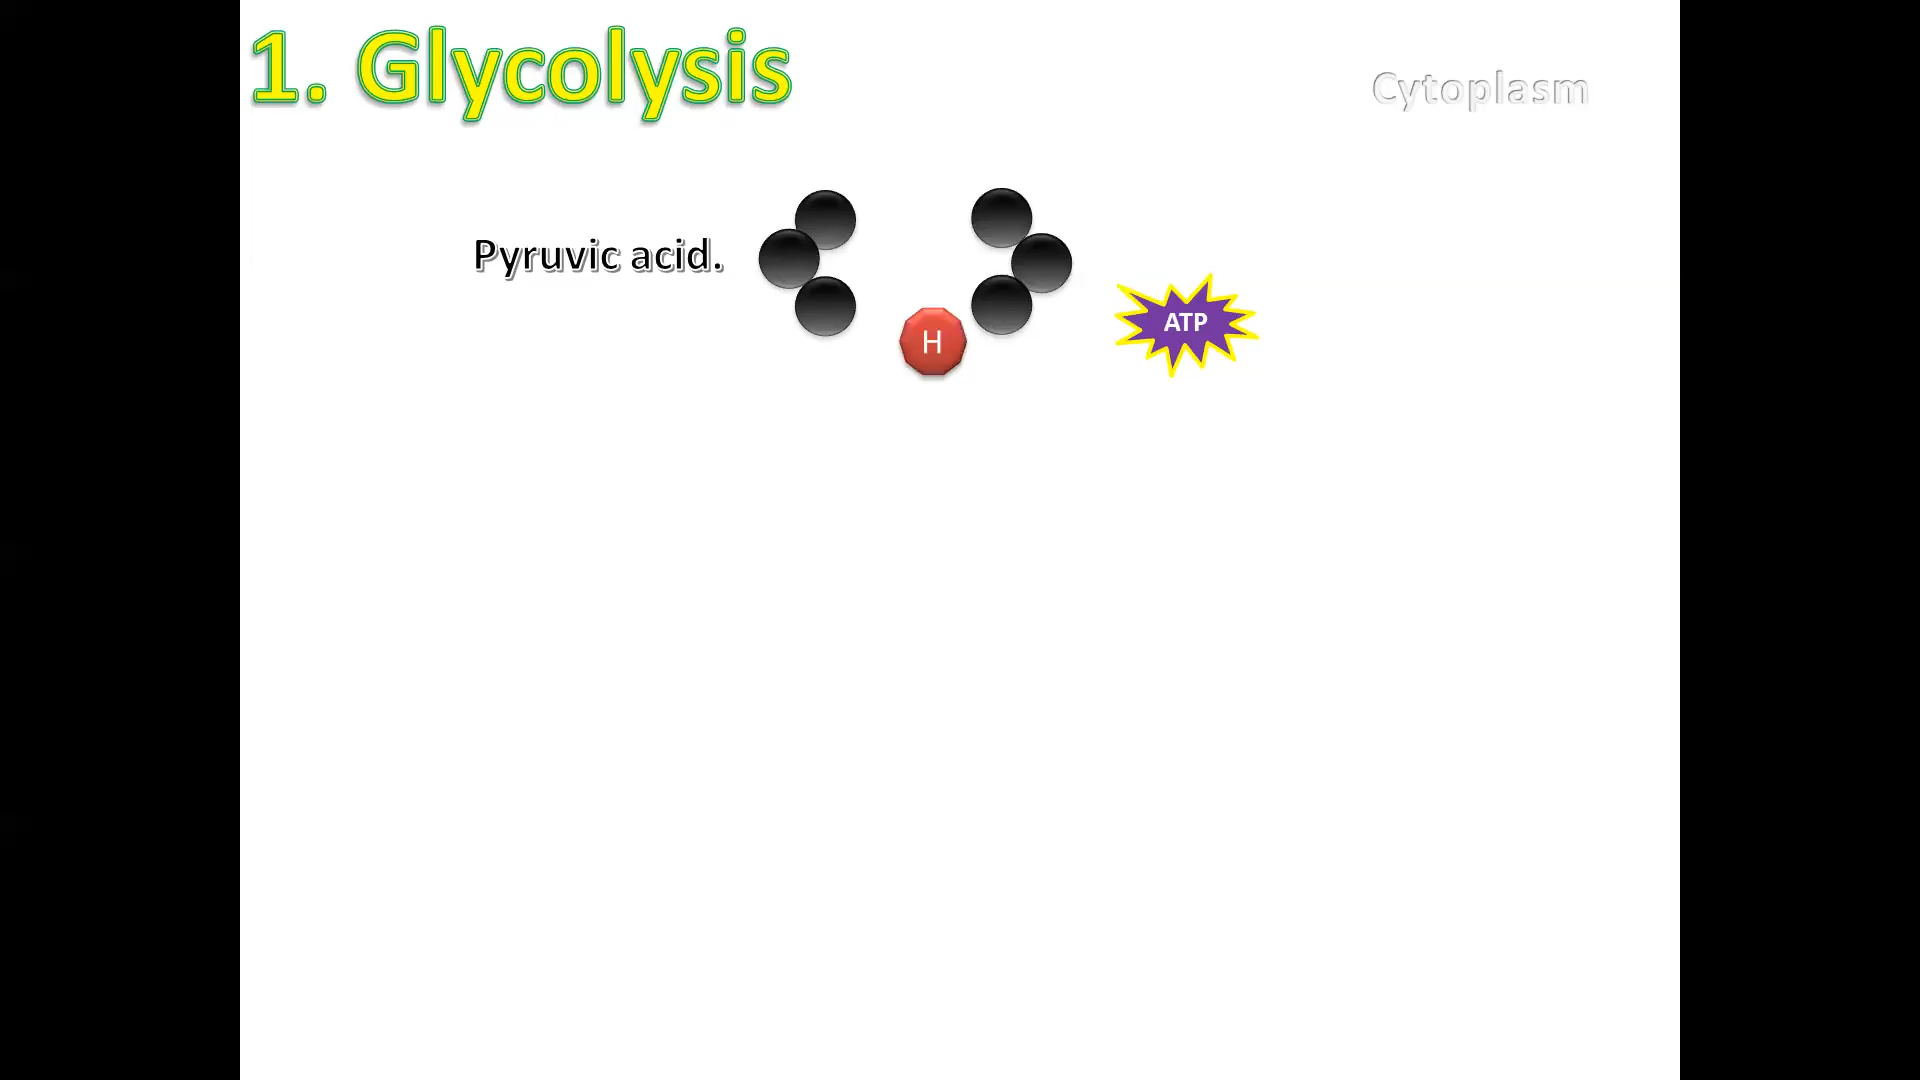 1. Glycolysis
Cytoplasm
Pyruvic acid.
ATP
H